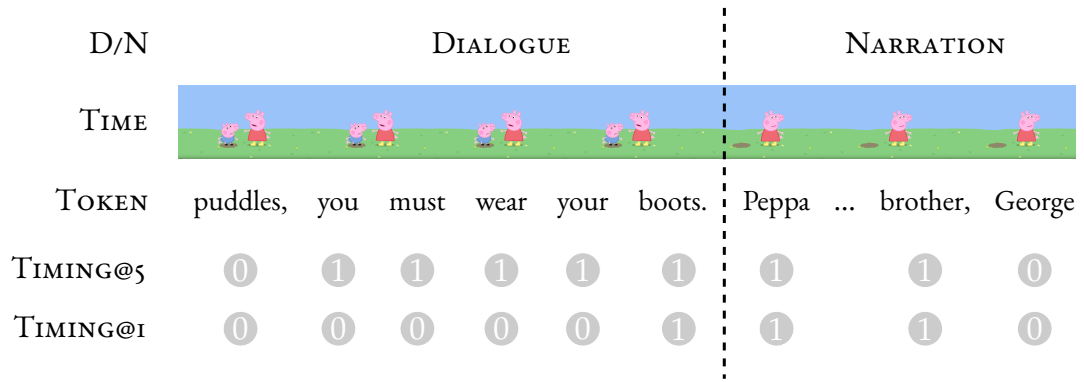 D/N DIALOGUE NARRATION
TIME
TOKEN puddles, you must wear your boots. Peppa ... brother, George
TIMING@5 0 1 1 1 1 1 1 1 0
TIMING@1 0 0 0 0 0 1 1 1 0